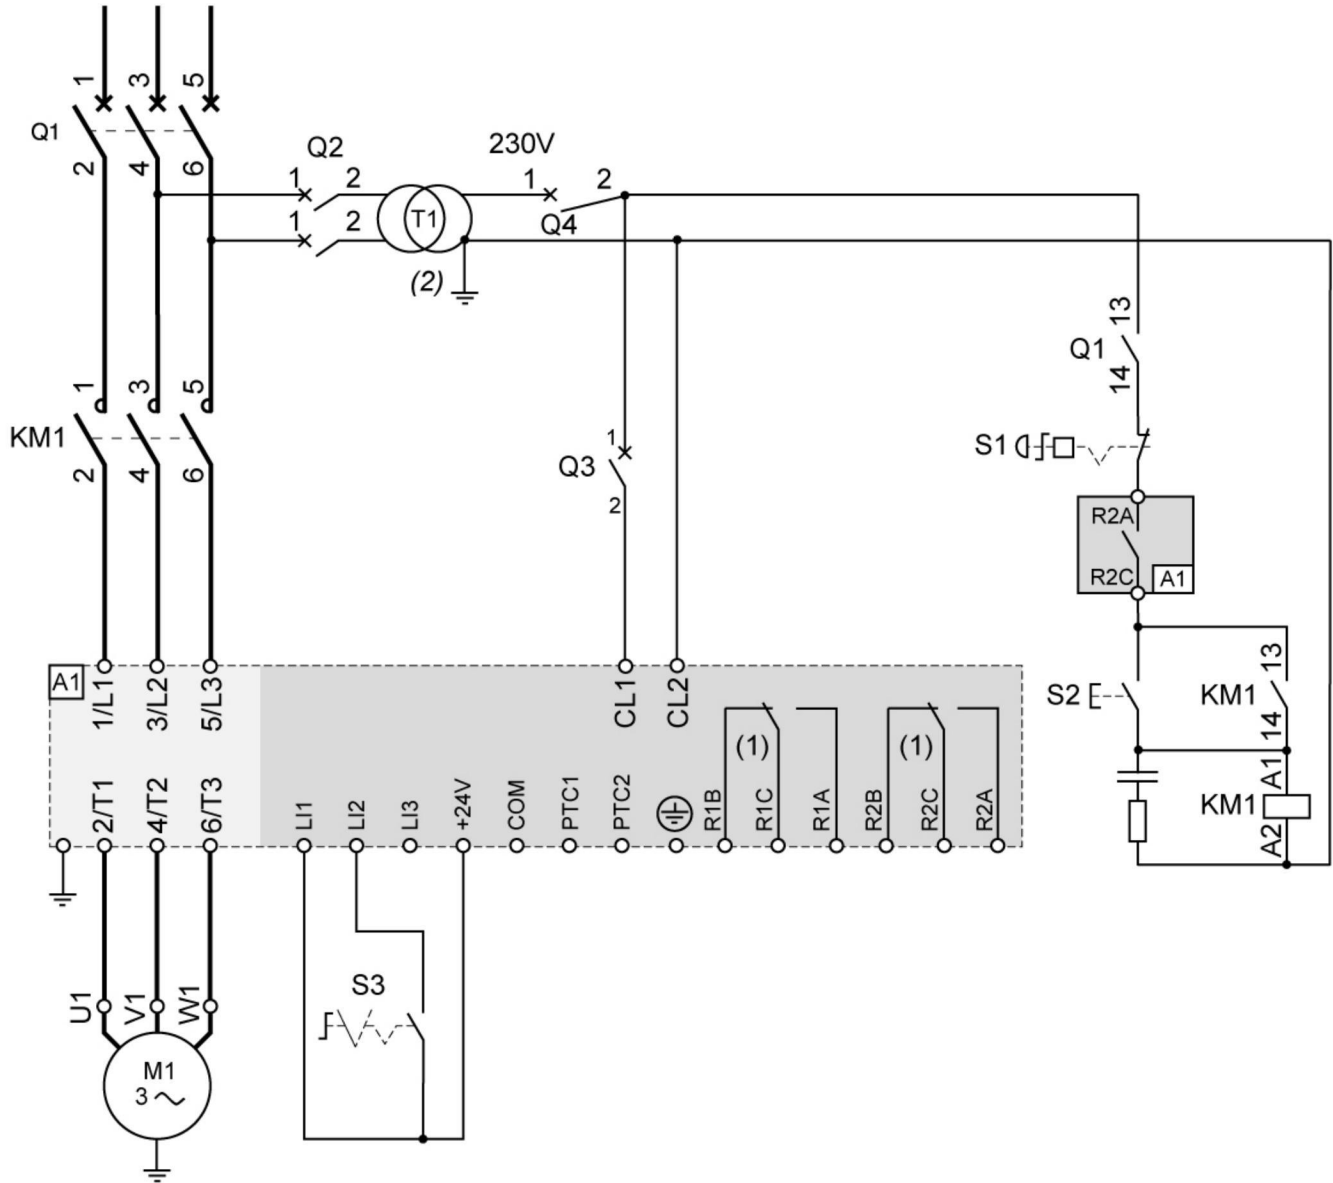 1
3
5
Q1
2
4
6
Q2
230V
1
2
1
2
1
2
T1
Q4
(2)
13
Q1
14
1
3
5
KM1
2
4
6
1
Q3
2
S1
R2A
R2C
A1
A1
1/L1
3/L2
5/L3
CL1
CL2
13
S2
KM1
14
(1)
(1)
2/T1
4/T2
6/T3
LI1
LI2
LI3
+24V
COM
PTC1
PTC2
R1B
R1C
R1A
R2B
R2C
R2A
A1
KM1
A2
S3
U1
V1
W1
M1
3